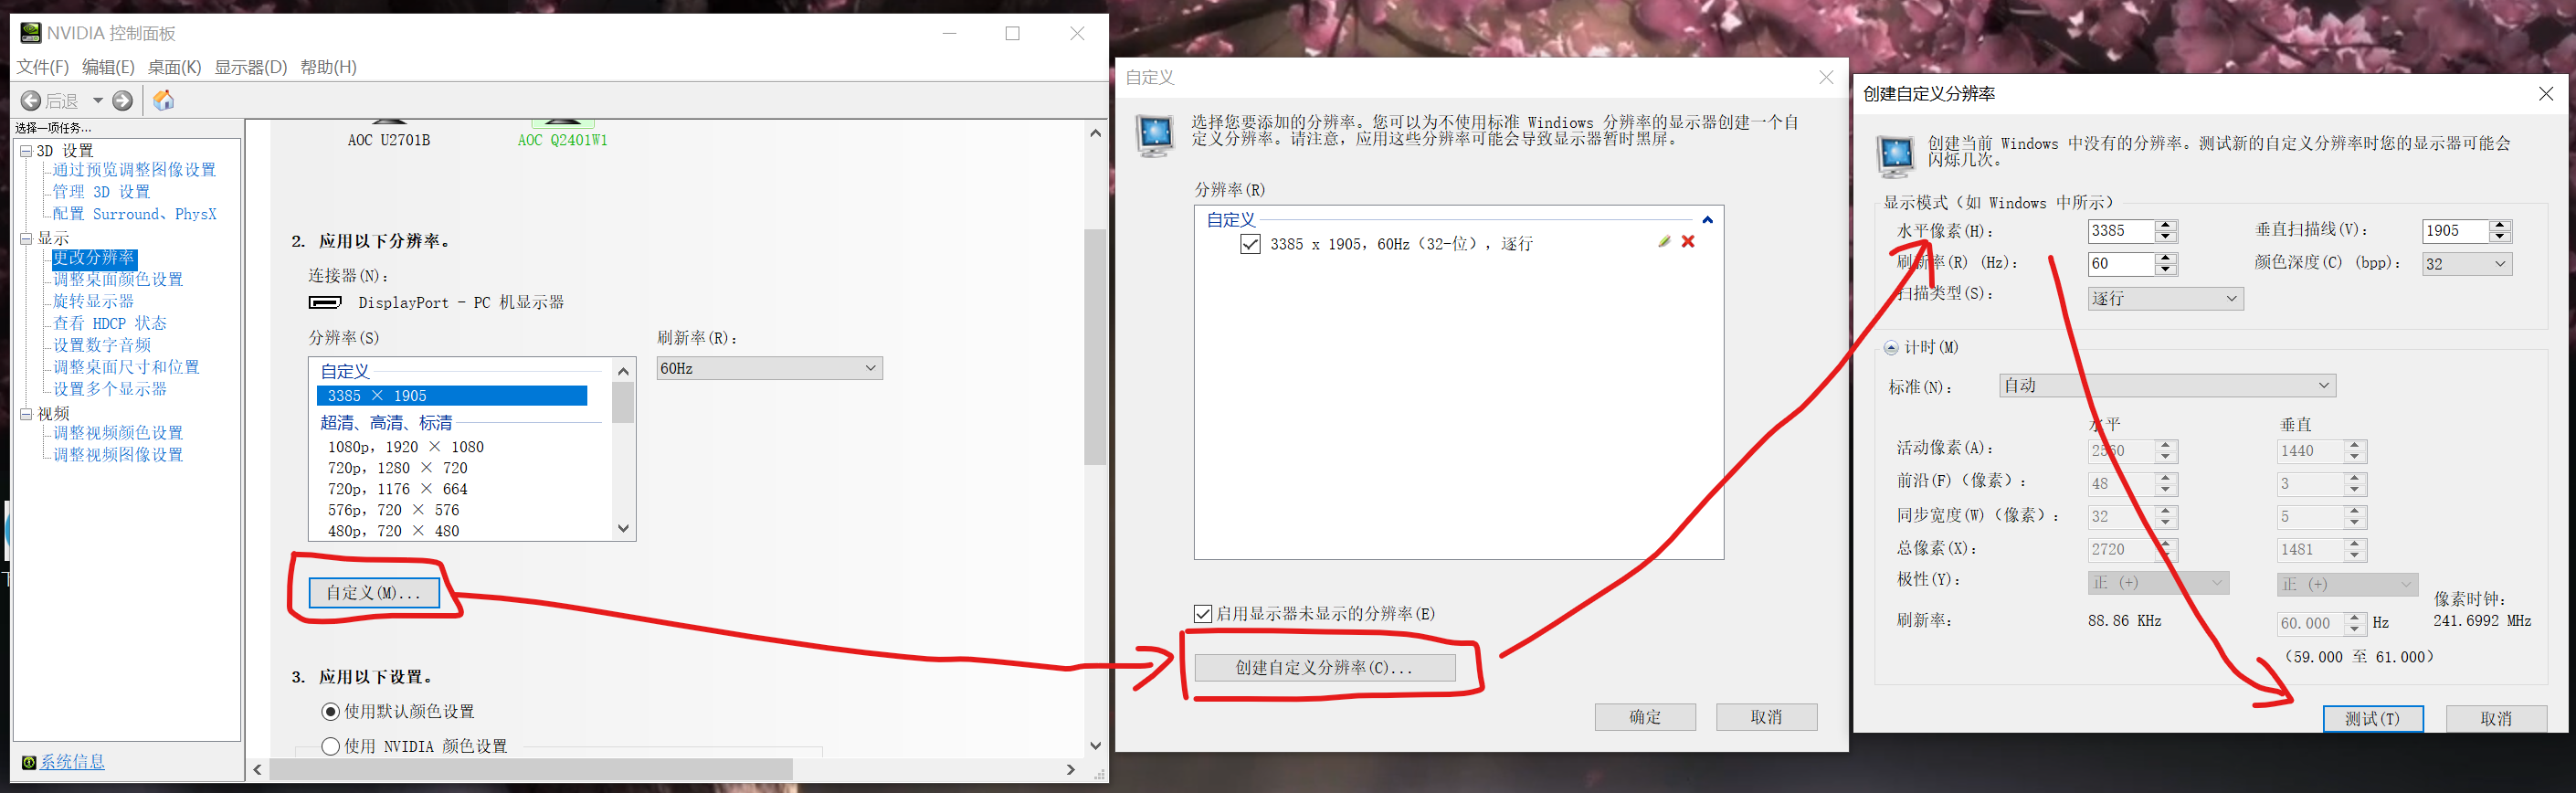 NVIDIA 控制面板
文件(F) 编辑(E) 桌面(K) 显示器(D) 帮助(H)
后退
选择一项任务...
3D 设置
通过预览调整图像设置
管理 3D 设置
配置 Surround、PhysX
显示
更改分辨率
调整桌面颜色设置
旋转显示器
查看 HDCP 状态
设置数字音频
调整桌面尺寸和位置
设置多个显示器
视频
调整视频颜色设置
调整视频图像设置
系统信息
AOC U2701B
AOC Q2401W1
2. 应用以下分辨率。
连接器(N):
DisplayPort - PC 机显示器
分辨率(S)
刷新率(R):
自定义
3385 × 1905
超清、高清、标清
1080p, 1920 × 1080
720p, 1280 × 720
720p, 1176 × 664
576p, 720 × 576
480p, 720 × 480
60Hz
自定义(M)...
3. 应用以下设置。
使用默认颜色设置
使用 NVIDIA 颜色设置
自定义
选择您要添加的分辨率。您可以为不使用标准 Windiows 分辨率的显示器创建一个自
定义分辨率。请注意，应用这些分辨率可能会导致显示器暂时黑屏。
分辨率(R)
自定义
3385 x 1905, 60Hz (32-位), 逐行
启用显示器未显示的分辨率(E)
创建自定义分辨率(C)...
确定
取消
创建自定义分辨率
创建当前 Windows 中没有的分辨率。测试新的自定义分辨率时您的显示器可能会
闪烁几次。
显示模式（如 Windows 中所示）
水平像素(H): 3385 垂直扫描线(V): 1905
刷新率(R) (Hz): 60 颜色深度(C) (bpp): 32
扫描类型(S): 逐行
计时(M)
标准(N): 自动
水平 垂直
活动像素(A): 2560 1440
前沿(F)（像素）: 48 3
同步宽度(W)（像素）: 32 5
总像素(X): 2720 1481
极性(Y): 正 (+) 正 (+)
像素时钟:
刷新率: 88.86 KHz 60.000 Hz 241.6992 MHz
(59.000 至 61.000)
测试(T)
取消